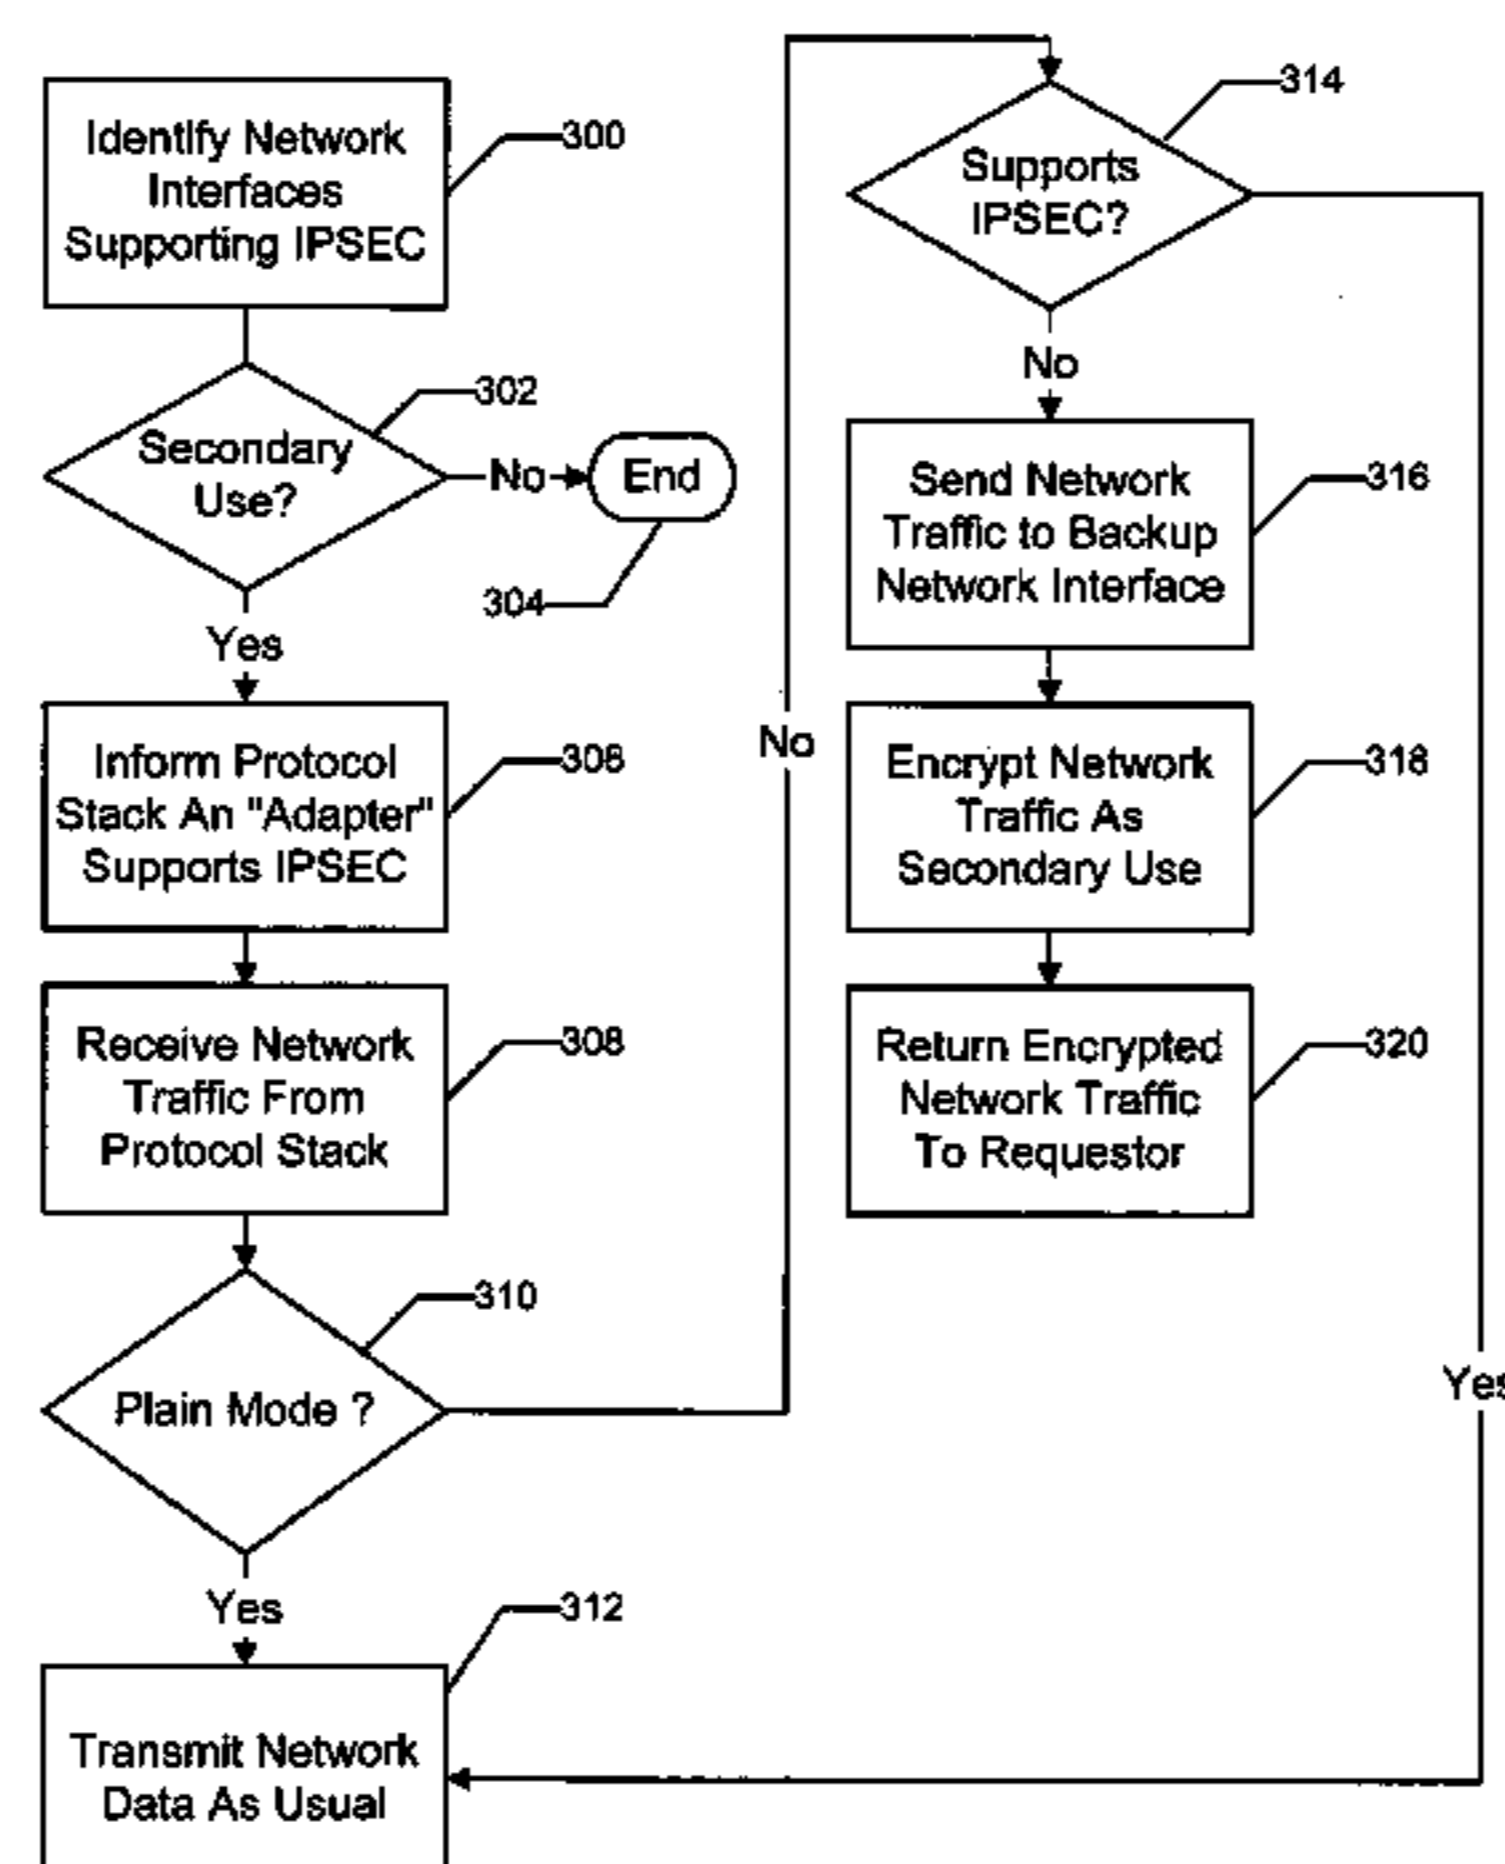 Identify Network
Interfaces
Supporting IPSEC
300
Secondary
Use?
302
No
End
304
Yes
Inform Protocol
Stack An "Adapter"
Supports IPSEC
306
Receive Network
Traffic From
Protocol Stack
308
Plain Mode ?
310
No
Yes
Transmit Network
Data As Usual
312
Supports
IPSEC?
314
No
Send Network
Traffic to Backup
Network Interface
316
Encrypt Network
Traffic As
Secondary Use
318
Return Encrypted
Network Traffic
To Requestor
320
Yes